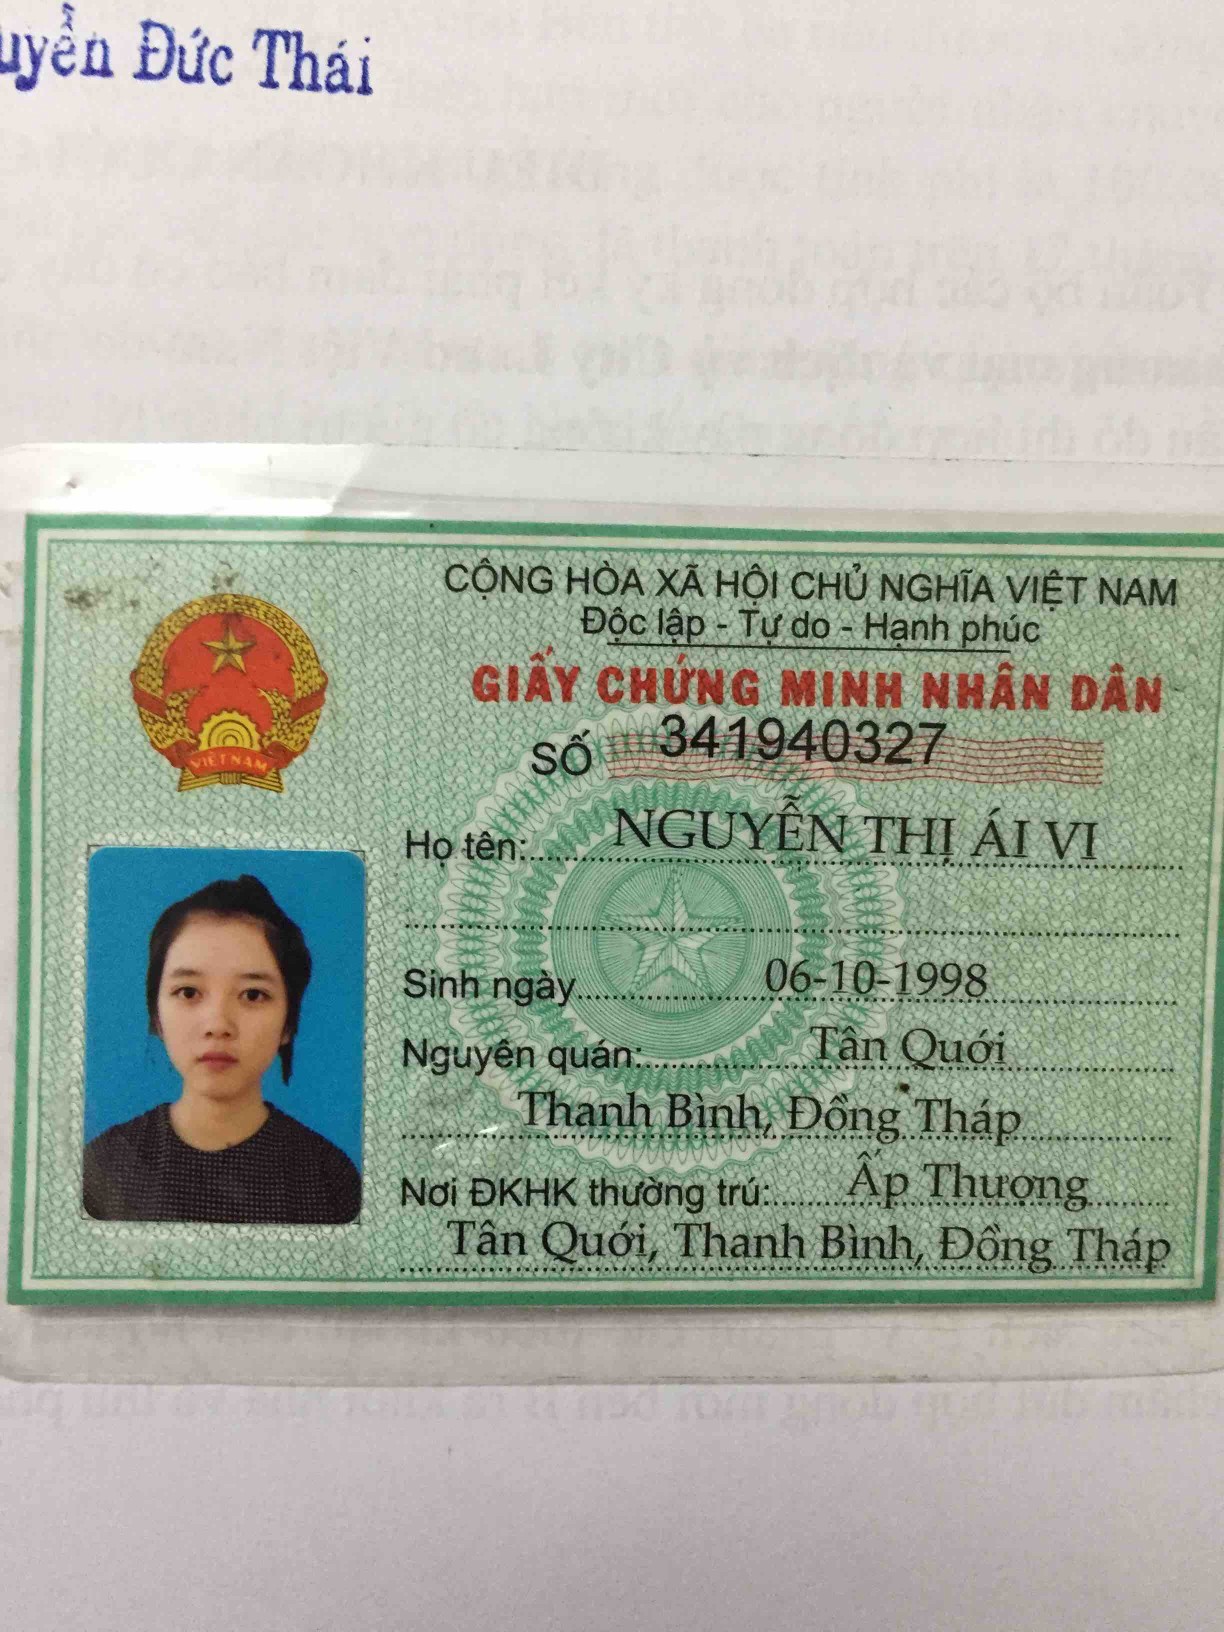 uyễn Đức Thái
CỘNG HÒA XÃ HỘI CHỦ NGHĨA VIỆT NAM
Độc lập - Tự do - Hạnh phúc
GIẤY CHỨNG MINH NHÂN DÂN
SỐ 341940327
VIỆT NAM
Họ tên: NGUYỄN THỊ ÁI VI
Sinh ngày 06-10-1998
Nguyên quán: Tân Quới
Thanh Bình, Đồng Tháp
Nơi ĐKHK thường trú: Ấp Thượng
Tân Quới, Thanh Bình, Đồng Tháp